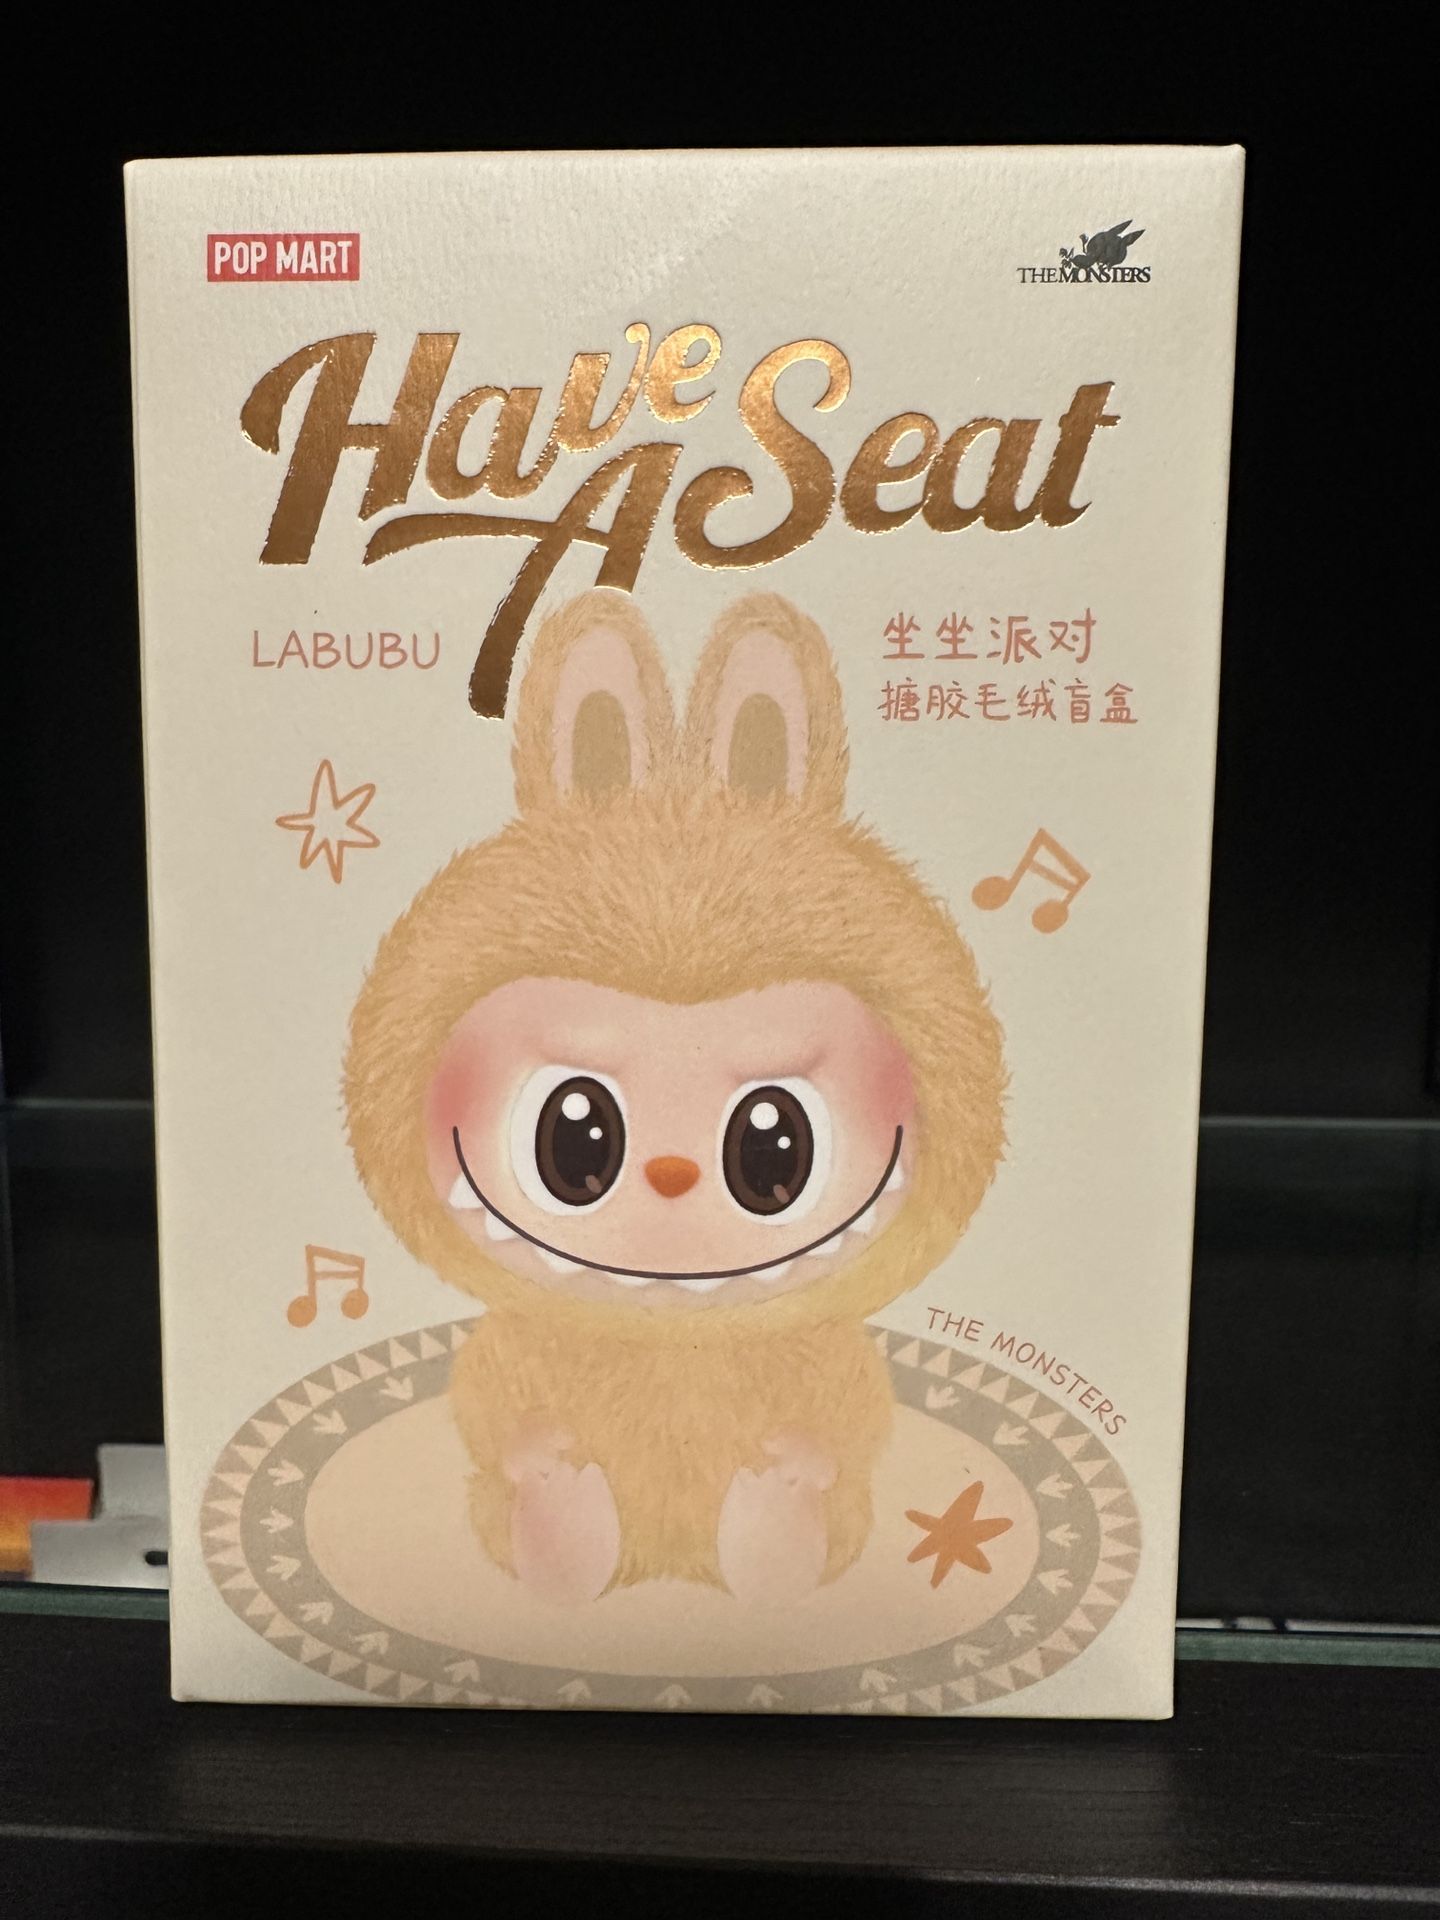 POP MART
THE MONSTERS
Have A Seat
LABUBU
坐坐派对
搪胶毛绒盲盒
THE MONSTERS